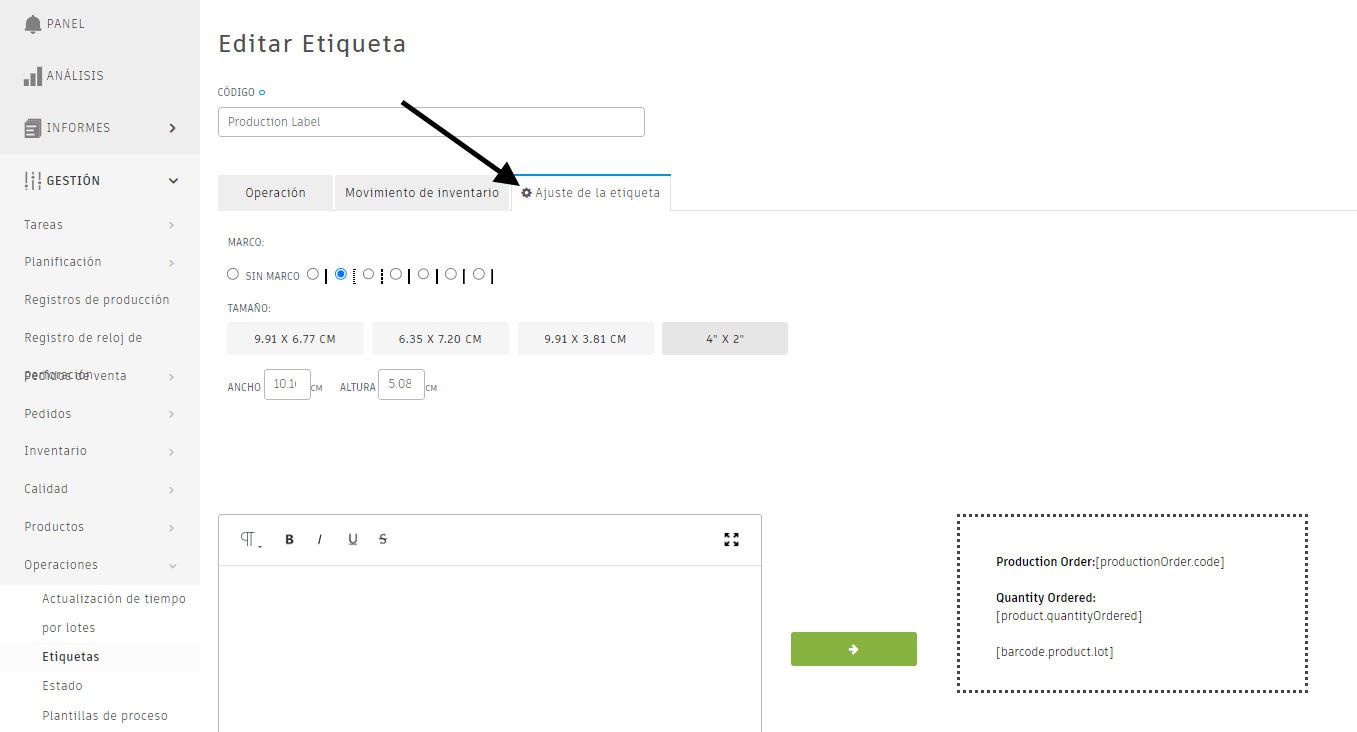 PANEL
ANÁLISIS
INFORMES
GESTIÓN
Tareas
Planificación
Registros de producción
Registro de reloj de
perforación
Pedidos de venta
Pedidos
Inventario
Calidad
Productos
Operaciones
Actualización de tiempo
por lotes
Etiquetas
Estado
Plantillas de proceso
Editar Etiqueta
CÓDIGO
Production Label
Operación Movimiento de inventario Ajuste de la etiqueta
MARCO:
SIN MARCO
TAMAÑO:
9.91 X 6.77 CM 6.35 X 7.20 CM 9.91 X 3.81 CM 4" X 2"
ANCHO 10.16 CM ALTURA 5.08 CM
B I U S
Production Order:[productionOrder.code]
Quantity Ordered:
[product.quantityOrdered]
[barcode.product.lot]